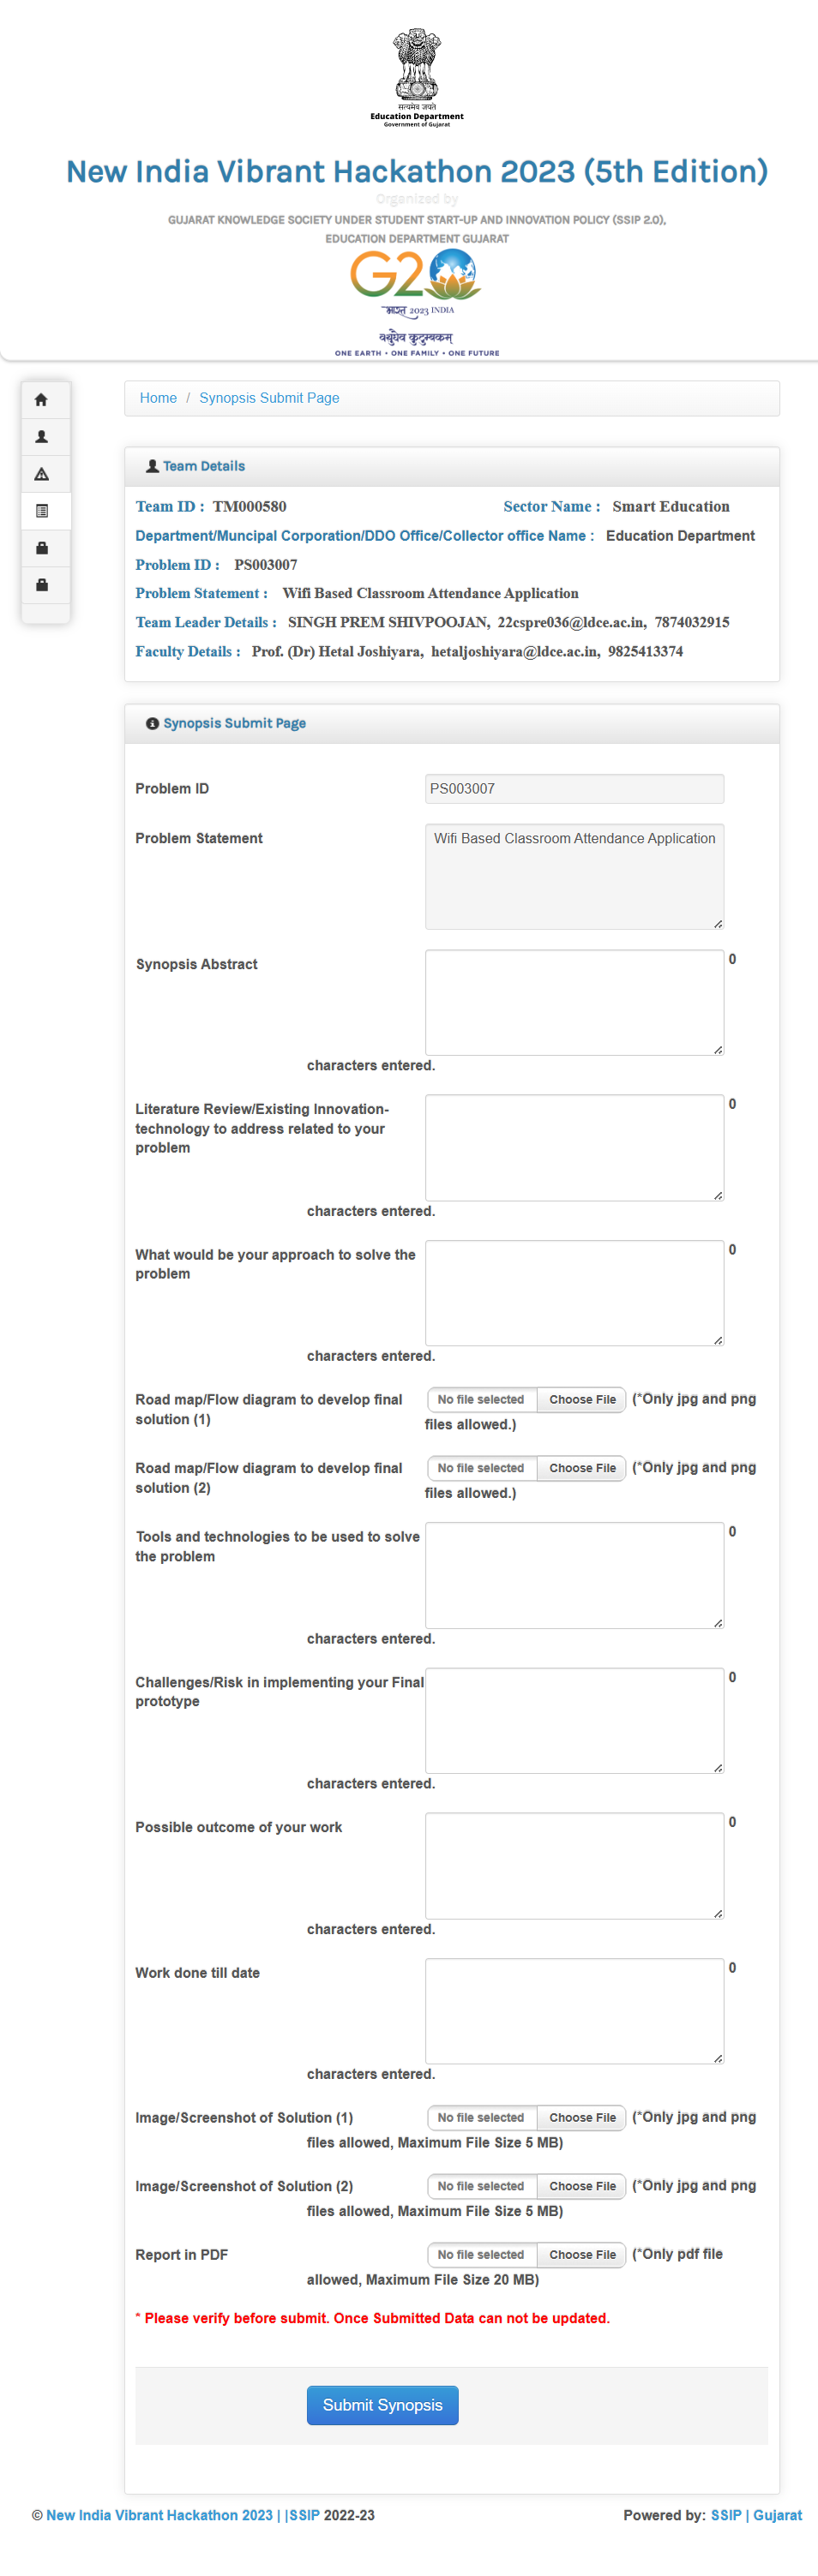 सत्यमेव जयते
Education Department
Government of Gujarat
New India Vibrant Hackathon 2023 (5th Edition)
Organized by
GUJARAT KNOWLEDGE SOCIETY UNDER STUDENT START-UP AND INNOVATION POLICY (SSIP 2.0),
EDUCATION DEPARTMENT GUJARAT
G20
भारत 2023 INDIA
वसुधैव कुटुम्बकम्
ONE EARTH • ONE FAMILY • ONE FUTURE
Home / Synopsis Submit Page
Team Details
Team ID : TM000580 Sector Name : Smart Education
Department/Muncipal Corporation/DDO Office/Collector office Name : Education Department
Problem ID : PS003007
Problem Statement : Wifi Based Classroom Attendance Application
Team Leader Details : SINGH PREM SHIVPOOJAN, 22cspre036@ldce.ac.in, 7874032915
Faculty Details : Prof. (Dr) Hetal Joshiyara, hetaljoshiyara@ldce.ac.in, 9825413374
Synopsis Submit Page
Problem ID PS003007
Problem Statement Wifi Based Classroom Attendance Application
Synopsis Abstract 0
characters entered.
Literature Review/Existing Innovation- 0
technology to address related to your
problem
characters entered.
What would be your approach to solve the 0
problem
characters entered.
Road map/Flow diagram to develop final No file selected Choose File (*Only jpg and png
solution (1) files allowed.)
Road map/Flow diagram to develop final No file selected Choose File (*Only jpg and png
solution (2) files allowed.)
Tools and technologies to be used to solve 0
the problem
characters entered.
Challenges/Risk in implementing your Final 0
prototype
characters entered.
Possible outcome of your work 0
characters entered.
Work done till date 0
characters entered.
Image/Screenshot of Solution (1) No file selected Choose File (*Only jpg and png
files allowed, Maximum File Size 5 MB)
Image/Screenshot of Solution (2) No file selected Choose File (*Only jpg and png
files allowed, Maximum File Size 5 MB)
Report in PDF No file selected Choose File (*Only pdf file
allowed, Maximum File Size 20 MB)
* Please verify before submit. Once Submitted Data can not be updated.
Submit Synopsis
© New India Vibrant Hackathon 2023 | |SSIP 2022-23 Powered by: SSIP | Gujarat